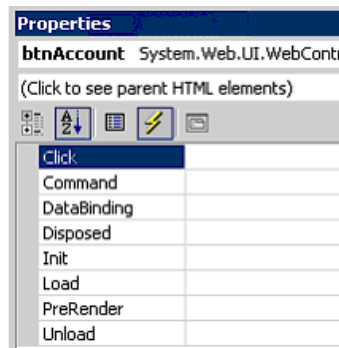 Properties
btnAccount System.Web.UI.WebContr
(Click to see parent HTML elements)
Click
Command
DataBinding
Disposed
Init
Load
PreRender
Unload